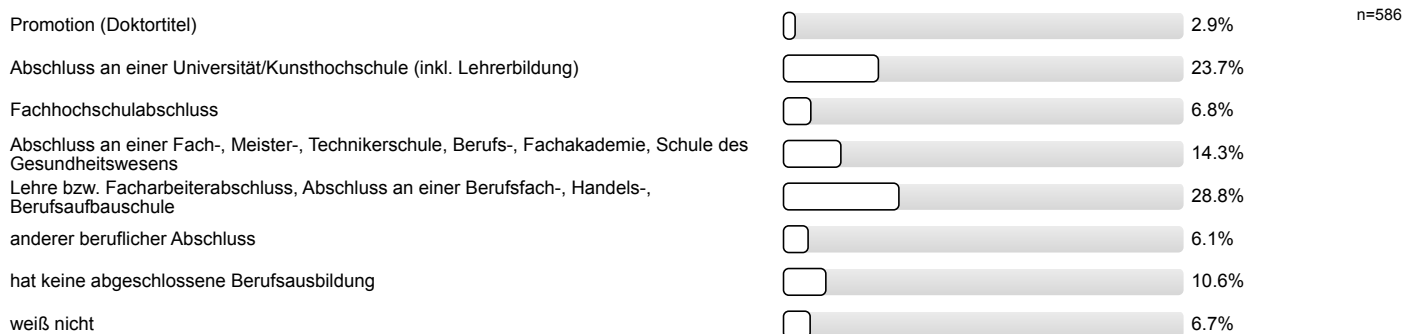 Promotion (Doktortitel) 2.9% n=586
Abschluss an einer Universität/Kunsthochschule (inkl. Lehrerbildung) 23.7%
Fachhochschulabschluss 6.8%
Abschluss an einer Fach-, Meister-, Technikerschule, Berufs-, Fachakademie, Schule des
Gesundheitswesens 14.3%
Lehre bzw. Facharbeiterabschluss, Abschluss an einer Berufsfach-, Handels-,
Berufsaufbauschule 28.8%
anderer beruflicher Abschluss 6.1%
hat keine abgeschlossene Berufsausbildung 10.6%
weiß nicht 6.7%